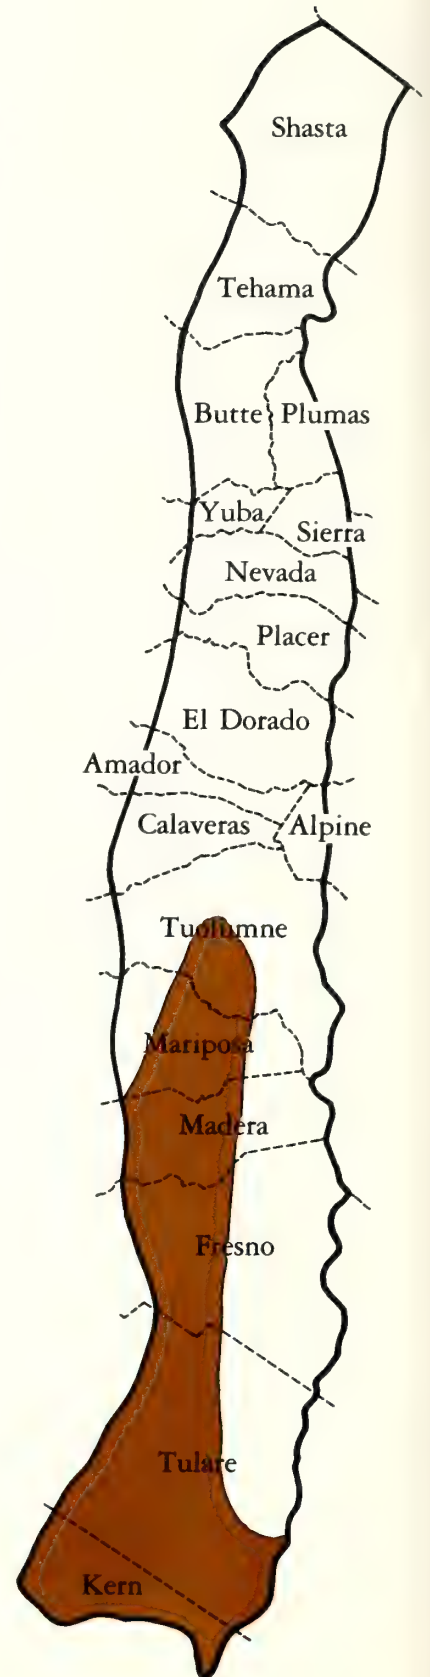 Shasta
Tehama
Butte Plumas
Yuba
Sierra
Nevada
Placer
El Dorado
Amador
Calaveras Alpine
Tuolumne
Mariposa
Madera
Fresno
Tulare
Kern